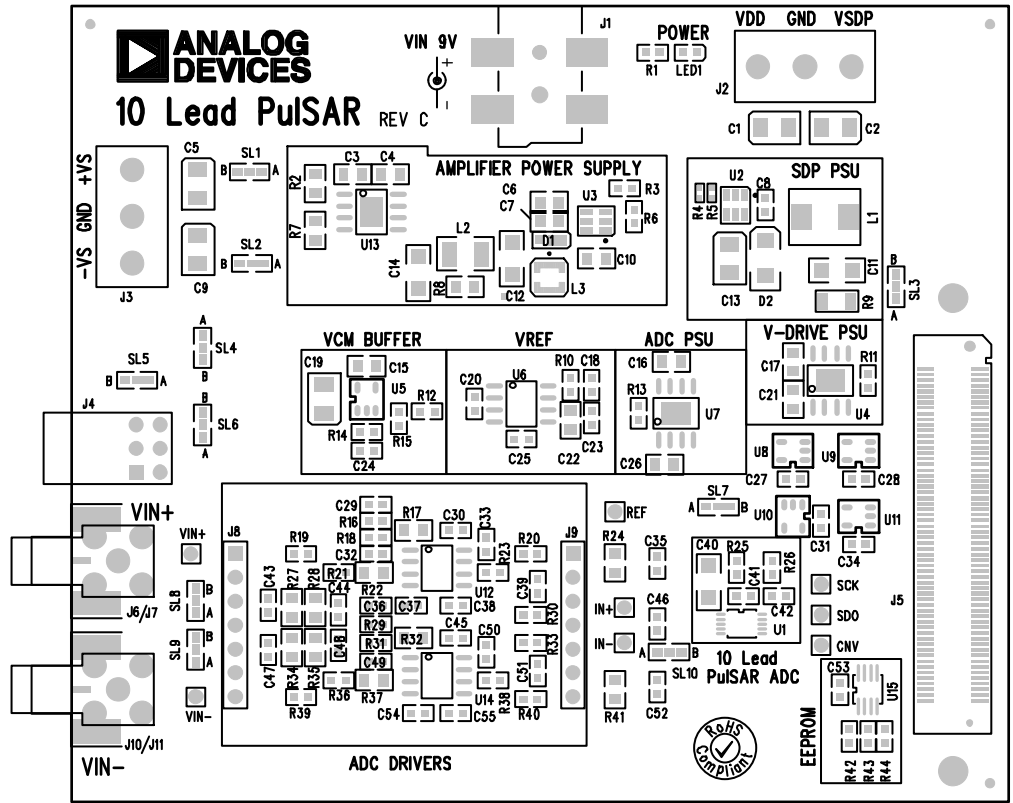 ANALOG
DEVICES
10 Lead PulSAR REV C
VIN 9V
+
-
J1
POWER
R1 LED1
VDD GND VSDP
J2
C1 C2
-VS GND +VS
J3
C5
B SL1 A
B SL2 A
C9
AMPLIFIER POWER SUPPLY
R2
C3 C4
R7
U13
C14
L2
R8
C12
C6
C7
U3
D1
L3
C10
R3
R6
SDP PSU
R4
R5
U2
C8
L1
C13
D2
C11
R9
B
SL3
A
A
SL4
B
B SL5 A
B
SL6
A
J4
VCM BUFFER
C19
C15
U5
R12
R14
R15
C24
VREF
C20
U6
R10
C18
C25
C22
C23
ADC PSU
C16
R13
U7
C26
V-DRIVE PSU
C17
C21
R11
U4
U8
U9
C27
C28
U10
U11
C31
C34
A SL7 B
VIN+
VIN+
J6/J7
SL8
B
A
SL9
B
A
VIN-
J10/J11
VIN-
J8
J9
R19
C43
R27
R28
C44
C47
R34
R35
C48
R36
R39
C29
R16
R18
C32
R21
R22
C36
R29
R31
C49
R37
C54
R17
C30
C33
R23
U12
C37
C38
R32
C45
C50
U14
R38
C55
R20
C39
R30
R33
C51
R40
ADC DRIVERS
REF
R24
C35
IN+
C46
IN-
A SL10 B
R41
C52
C40
R25
R26
C41
C42
U1
10 Lead
PulSAR ADC
SCK
SDO
CNV
J5
RoHS
Compliant
EEPROM
C53
U15
R42
R43
R44